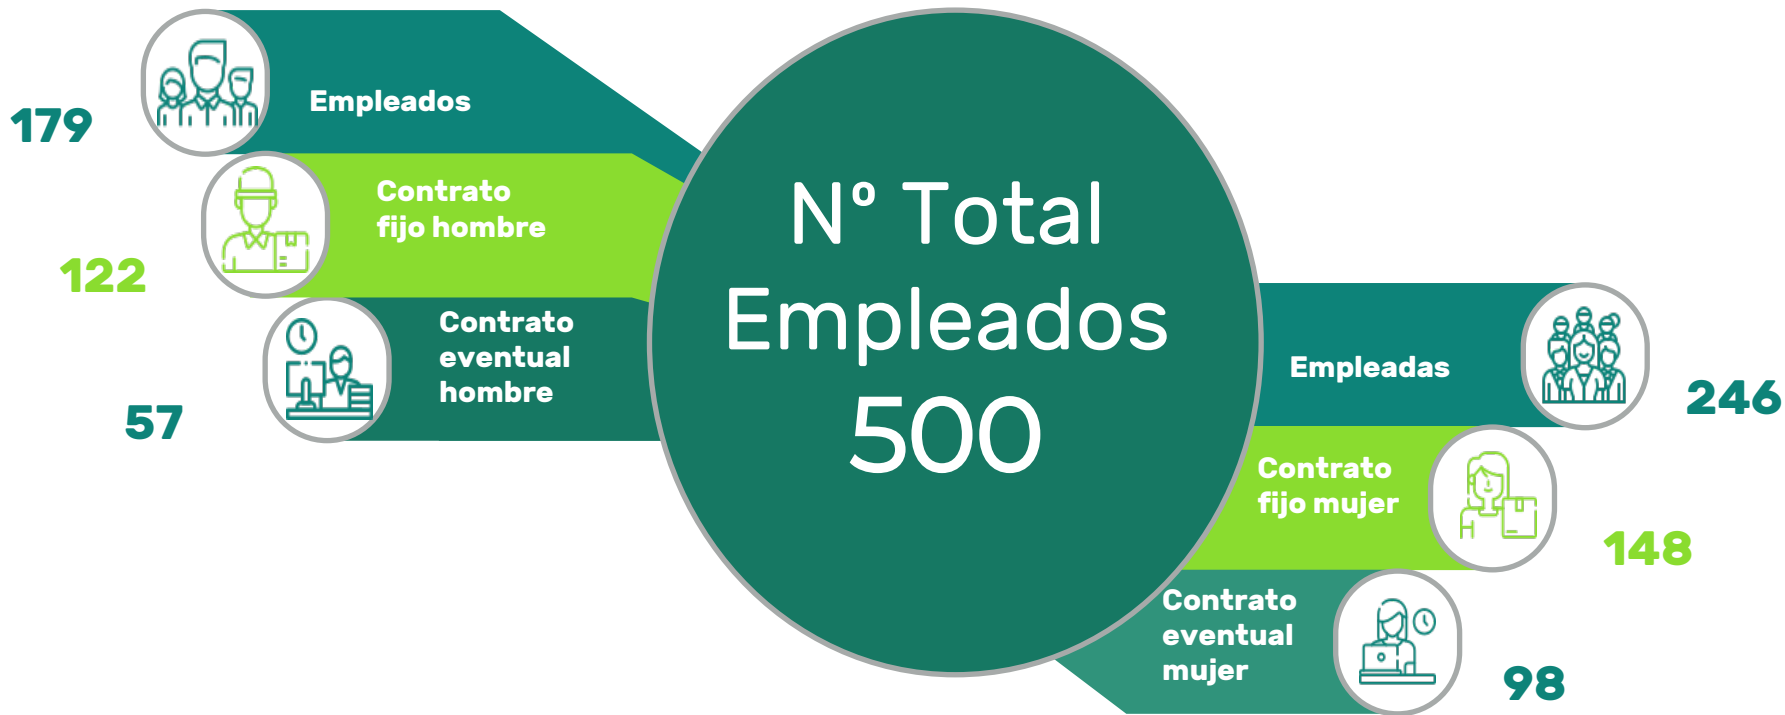 179
Empleados
122
Contrato
fijo hombre
57
Contrato
eventual
hombre
Nº Total
Empleados
500
Empleadas
246
Contrato
fijo mujer
148
Contrato
eventual
mujer
98